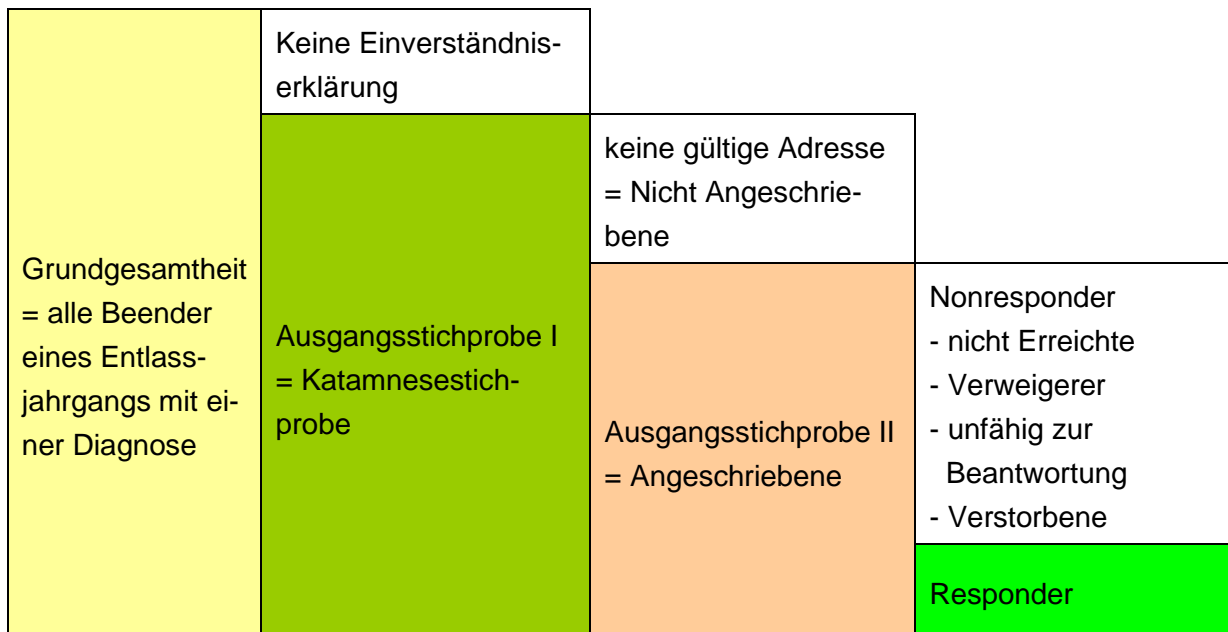 Grundgesamtheit
= alle Beender
eines Entlass-
jahrgangs mit ei-
ner Diagnose
Keine Einverständnis-
erklärung
Ausgangsstichprobe I
= Katamnesestich-
probe
keine gültige Adresse
= Nicht Angeschrie-
bene
Ausgangsstichprobe II
= Angeschriebene
Nonresponder
- nicht Erreichte
- Verweigerer
- unfähig zur
Beantwortung
- Verstorbene
Responder